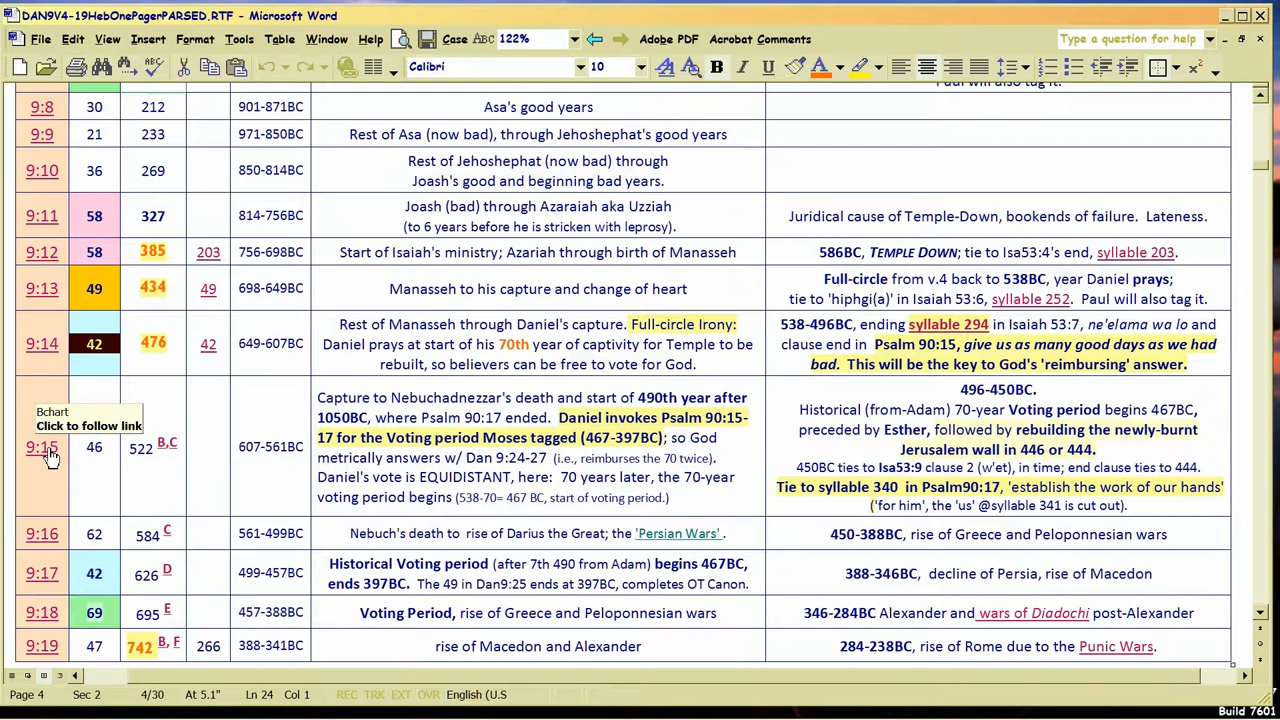 DAN9V4-19HebOnePagerPARSED.RTF - Microsoft Word
File Edit View Insert Format Tools Table Window Help Case ABC 122% Adobe PDF Acrobat Comments Type a question for help
Calibri 10 B I U A x²
Paul will also tag it.
9:8 30 212 901-871BC Asa's good years
9:9 21 233 971-850BC Rest of Asa (now bad), through Jehoshephat's good years
9:10 36 269 850-814BC Rest of Jehoshephat (now bad) through
Joash's good and beginning bad years.
9:11 58 327 814-756BC Joash (bad) through Azaraiah aka Uzziah
(to 6 years before he is stricken with leprosy).
Juridical cause of Temple-Down, bookends of failure. Lateness.
9:12 58 385 203 756-698BC Start of Isaiah's ministry; Azariah through birth of Manasseh
586BC, TEMPLE DOWN; tie to Isa53:4's end, syllable 203.
9:13 49 434 49 698-649BC Manasseh to his capture and change of heart
Full-circle from v.4 back to 538BC, year Daniel prays;
tie to 'hiphgi(a)' in Isaiah 53:6, syllable 252. Paul will also tag it.
9:14 42 476 42 649-607BC Rest of Manasseh through Daniel's capture. Full-circle Irony:
Daniel prays at start of his 70th year of captivity for Temple to be
rebuilt, so believers can be free to vote for God.
538-496BC, ending syllable 294 in Isaiah 53:7, ne'elama wa lo and
clause end in Psalm 90:15, give us as many good days as we had
bad. This will be the key to God's 'reimbursing' answer.
Bchart
Click to follow link
9:15 46 522 B,C 607-561BC Capture to Nebuchadnezzar's death and start of 490th year after
1050BC, where Psalm 90:17 ended. Daniel invokes Psalm 90:15-
17 for the Voting period Moses tagged (467-397BC); so God
metrically answers w/ Dan 9:24-27 (i.e., reimburses the 70 twice).
Daniel's vote is EQUIDISTANT, here: 70 years later, the 70-year
voting period begins (538-70= 467 BC, start of voting period.)
496-450BC.
Historical (from-Adam) 70-year Voting period begins 467BC,
preceded by Esther, followed by rebuilding the newly-burnt
Jerusalem wall in 446 or 444.
450BC ties to Isa53:9 clause 2 (w'et), in time; end clause ties to 444.
Tie to syllable 340 in Psalm90:17, 'establish the work of our hands'
('for him', the 'us' @syllable 341 is cut out).
9:16 62 584 C 561-499BC Nebuch's death to rise of Darius the Great; the 'Persian Wars'. 450-388BC, rise of Greece and Peloponnesian wars
9:17 42 626 D 499-457BC Historical Voting period (after 7th 490 from Adam) begins 467BC,
ends 397BC. The 49 in Dan9:25 ends at 397BC, completes OT Canon.
388-346BC, decline of Persia, rise of Macedon
9:18 69 695 E 457-388BC Voting Period, rise of Greece and Peloponnesian wars 346-284BC Alexander and wars of Diadochi post-Alexander
9:19 47 742 B, F 266 388-341BC rise of Macedon and Alexander 284-238BC, rise of Rome due to the Punic Wars.
Page 4 Sec 2 4/30 At 5.1" Ln 24 Col 1 REC TRK EXT OVR English (U.S
Build 7601